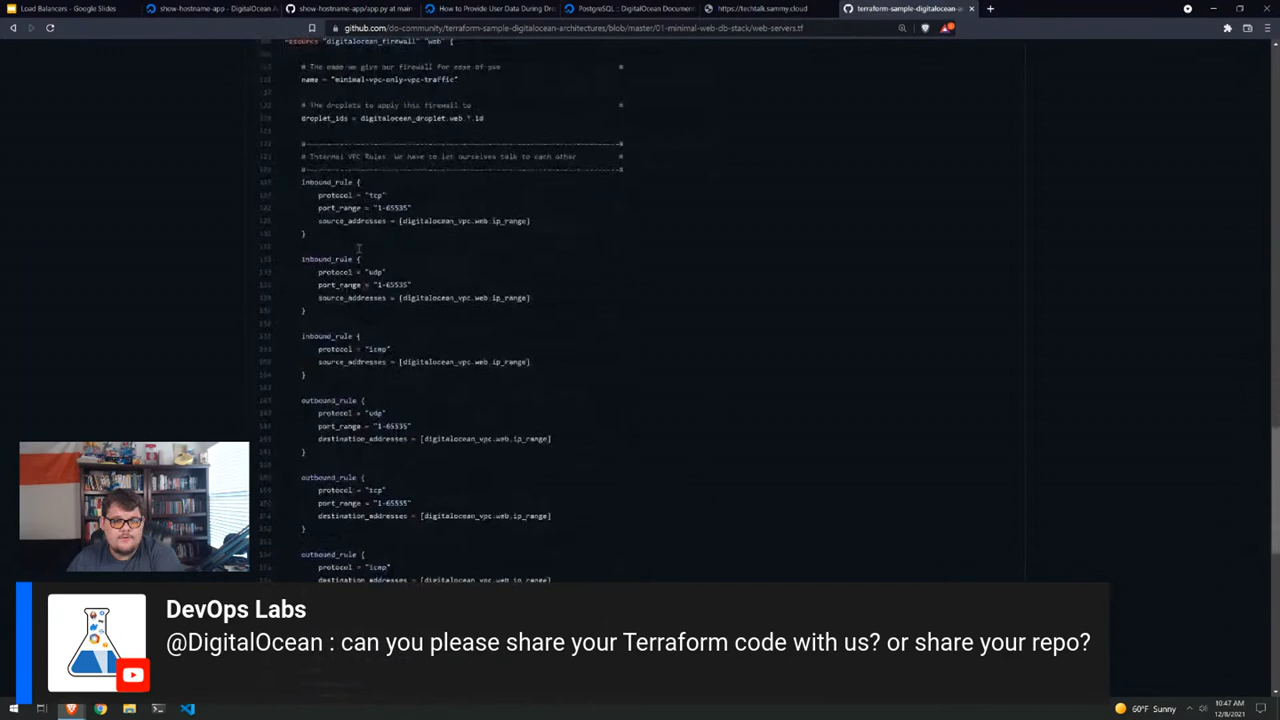 Load Balancers - Google Slides
show-hostname-app - DigitalOcean A
show-hostname-app/app.py at main
How to Provide User Data During Dro
PostgreSQL :: DigitalOcean Document
https://techtalk.sammy.cloud
terraform-sample-digitalocean-a
github.com/do-community/terraform-sample-digitalocean-architectures/blob/master/01-minimal-web-db-stack/web-servers.tf
resource "digitalocean_firewall" "web" {
# The name we give our firewall for ease of use #
name = "minimal-vpc-only-vpc-traffic"
# The droplets to apply this firewall to #
droplet_ids = digitalocean_droplet.web.*.id
#--------------------------------------------------------------------------#
# Internal VPC Rules. We have to let ourselves talk to each other #
#--------------------------------------------------------------------------#
inbound_rule {
protocol = "tcp"
port_range = "1-65535"
source_addresses = [digitalocean_vpc.web.ip_range]
}
inbound_rule {
protocol = "udp"
port_range = "1-65535"
source_addresses = [digitalocean_vpc.web.ip_range]
}
inbound_rule {
protocol = "icmp"
source_addresses = [digitalocean_vpc.web.ip_range]
}
outbound_rule {
protocol = "udp"
port_range = "1-65535"
destination_addresses = [digitalocean_vpc.web.ip_range]
}
outbound_rule {
protocol = "tcp"
port_range = "1-65535"
destination_addresses = [digitalocean_vpc.web.ip_range]
}
outbound_rule {
protocol = "icmp"
destination_addresses = [digitalocean_vpc.web.ip_range]
DevOps Labs
@DigitalOcean : can you please share your Terraform code with us? or share your repo?
60°F Sunny
10:47 AM
12/8/2021